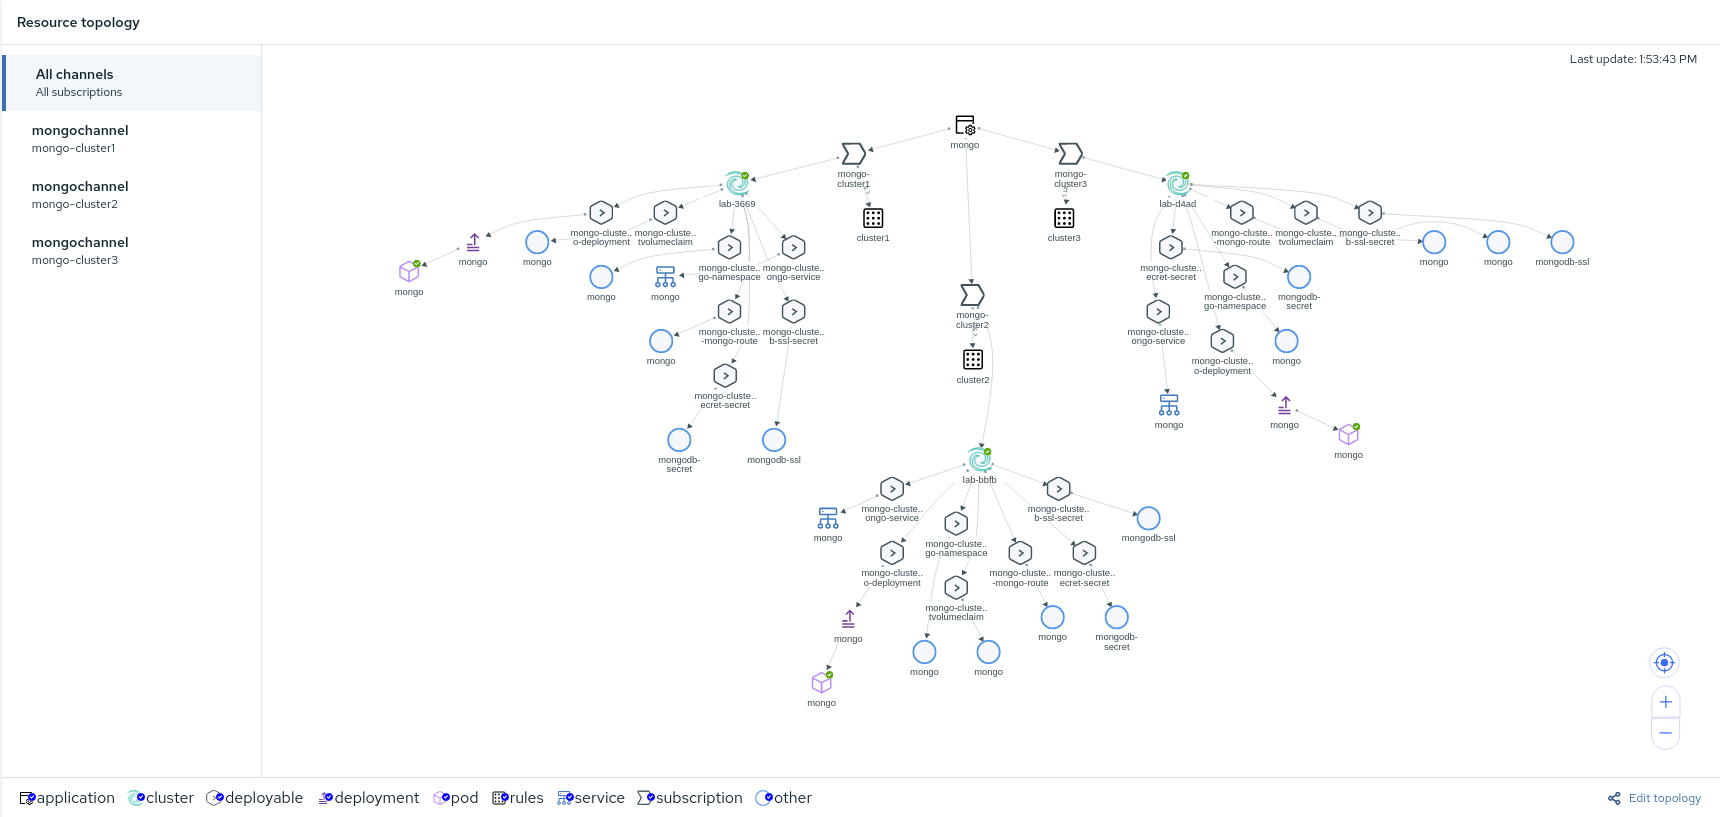 Resource topology
All channels
All subscriptions
mongochannel
mongo-cluster1
mongochannel
mongo-cluster2
mongochannel
mongo-cluster3
Last update: 1:53:43 PM
mongo
mongo-
cluster1
mongo-
cluster3
lab-3669
lab-d4ad
cluster1
cluster3
mongo-cluste..
o-deployment
mongo-cluste..
tvolumeclaim
mongo-cluste..
-mongo-route
mongo-cluste..
tvolumeclaim
mongo-cluste..
b-ssl-secret
mongo
mongo
mongo
mongo
mongodb-ssl
mongo-cluste..
go-namespace
mongo-cluste..
ongo-service
mongo-cluste..
ecret-secret
mongo
mongo
mongo
mongo-cluste..
go-namespace
mongodb-
secret
mongo-
cluster2
mongo-cluste..
-mongo-route
mongo-cluste..
b-ssl-secret
mongo-cluste..
ongo-service
mongo
mongo-cluste..
o-deployment
mongo
cluster2
mongo-cluste..
ecret-secret
mongo
mongo
mongodb-
secret
mongodb-ssl
mongo
lab-bbfb
mongo-cluste..
ongo-service
mongo-cluste..
b-ssl-secret
mongo
mongo-cluste..
go-namespace
mongodb-ssl
mongo-cluste..
o-deployment
mongo-cluste..
-mongo-route
mongo-cluste..
ecret-secret
mongo-cluste..
tvolumeclaim
mongo
mongo
mongodb-
secret
mongo
mongo
mongo
application
cluster
deployable
deployment
pod
rules
service
subscription
other
Edit topology